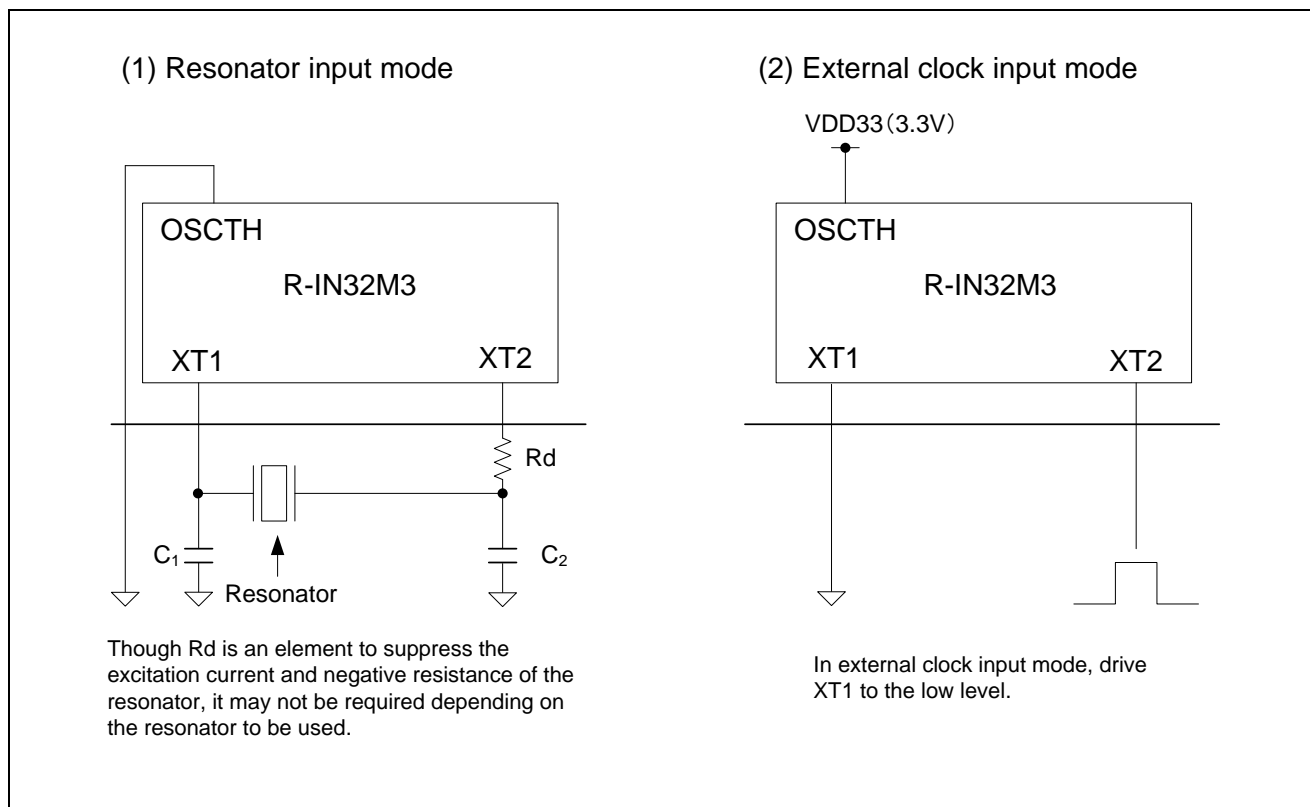 (1) Resonator input mode
OSCTH
R-IN32M3
XT1
XT2
Rd
C₁
C₂
Resonator
Though Rd is an element to suppress the
excitation current and negative resistance of the
resonator, it may not be required depending on
the resonator to be used.
(2) External clock input mode
VDD33(3.3V)
OSCTH
R-IN32M3
XT1
XT2
In external clock input mode, drive
XT1 to the low level.